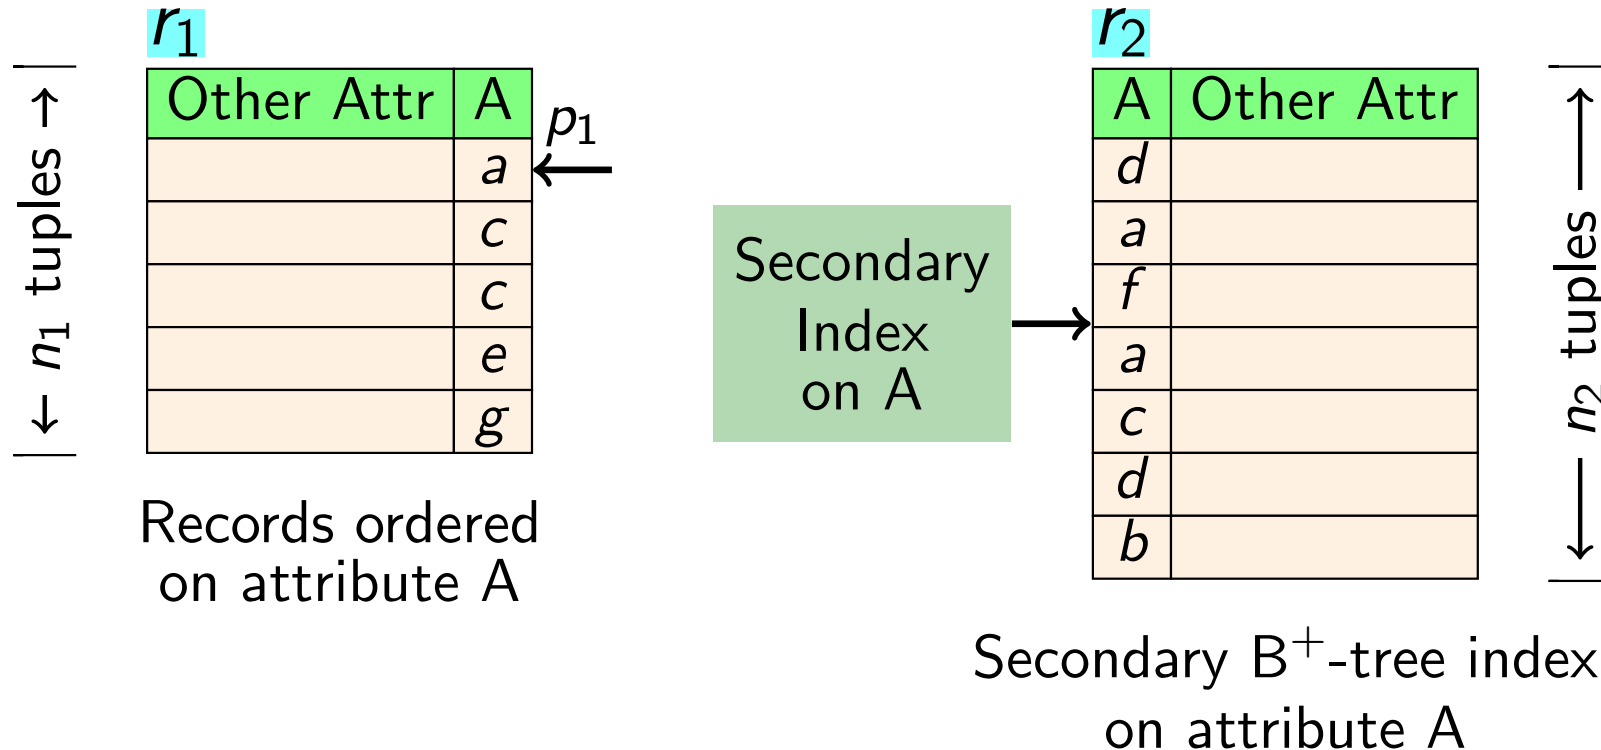 r₁
Other Attr A
a
c
c
e
g
← n₁ tuples →
p₁
Records ordered
on attribute A
Secondary
Index
on A
r₂
A Other Attr
d
a
f
a
c
d
b
← n₂ tuples →
Secondary B⁺-tree index
on attribute A